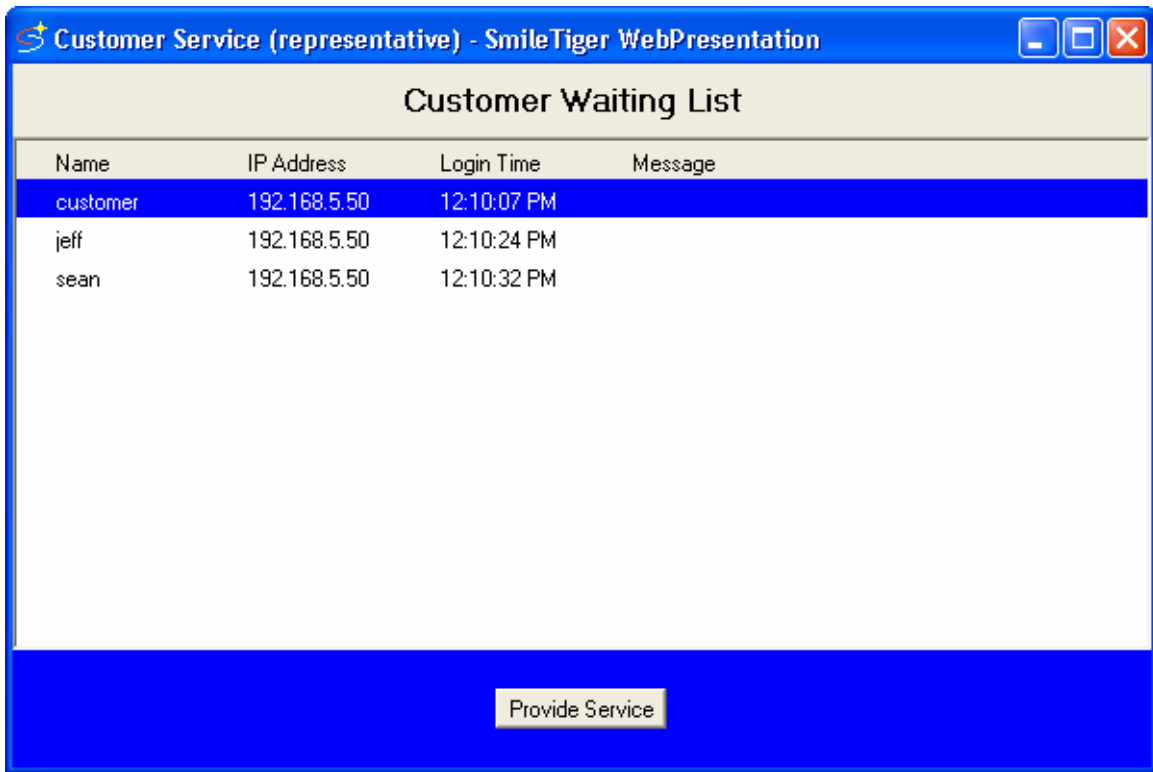 Customer Service (representative) - SmileTiger WebPresentation
Customer Waiting List
Name IP Address Login Time Message
customer 192.168.5.50 12:10:07 PM
jeff 192.168.5.50 12:10:24 PM
sean 192.168.5.50 12:10:32 PM
Provide Service